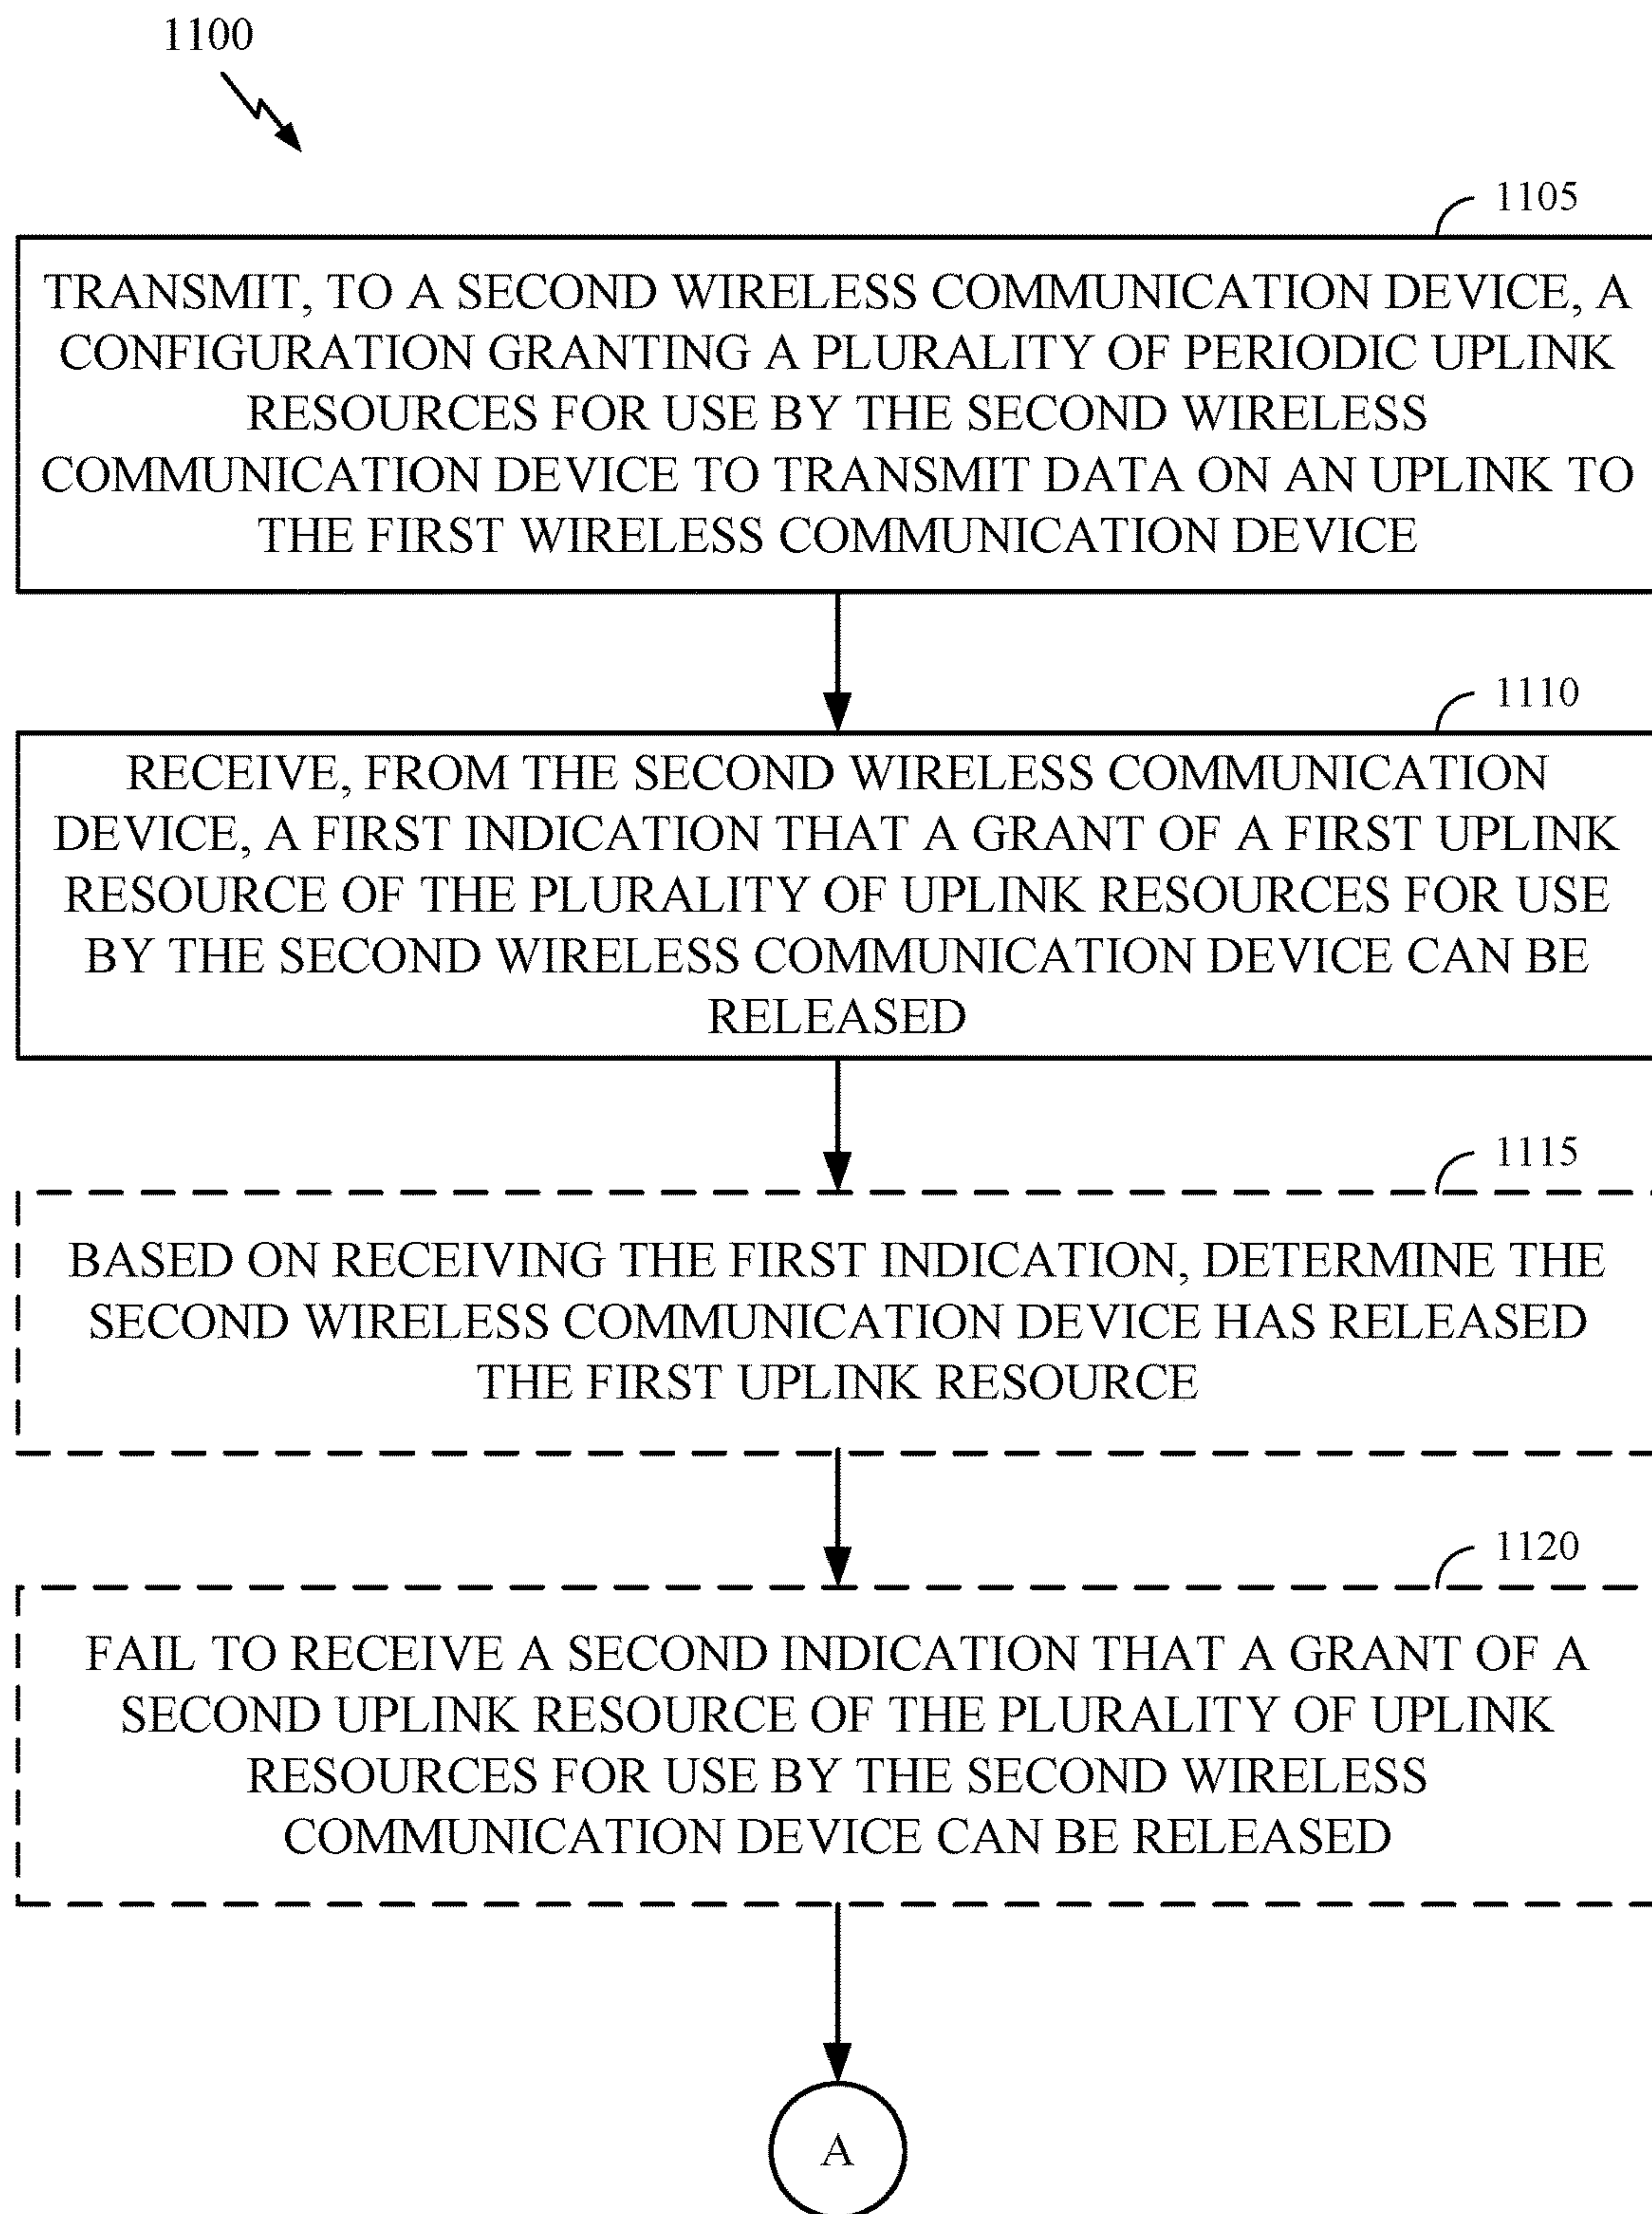 1100
1105
TRANSMIT, TO A SECOND WIRELESS COMMUNICATION DEVICE, A
CONFIGURATION GRANTING A PLURALITY OF PERIODIC UPLINK
RESOURCES FOR USE BY THE SECOND WIRELESS
COMMUNICATION DEVICE TO TRANSMIT DATA ON AN UPLINK TO
THE FIRST WIRELESS COMMUNICATION DEVICE
1110
RECEIVE, FROM THE SECOND WIRELESS COMMUNICATION
DEVICE, A FIRST INDICATION THAT A GRANT OF A FIRST UPLINK
RESOURCE OF THE PLURALITY OF UPLINK RESOURCES FOR USE
BY THE SECOND WIRELESS COMMUNICATION DEVICE CAN BE
RELEASED
1115
BASED ON RECEIVING THE FIRST INDICATION, DETERMINE THE
SECOND WIRELESS COMMUNICATION DEVICE HAS RELEASED
THE FIRST UPLINK RESOURCE
1120
FAIL TO RECEIVE A SECOND INDICATION THAT A GRANT OF A
SECOND UPLINK RESOURCE OF THE PLURALITY OF UPLINK
RESOURCES FOR USE BY THE SECOND WIRELESS
COMMUNICATION DEVICE CAN BE RELEASED
A